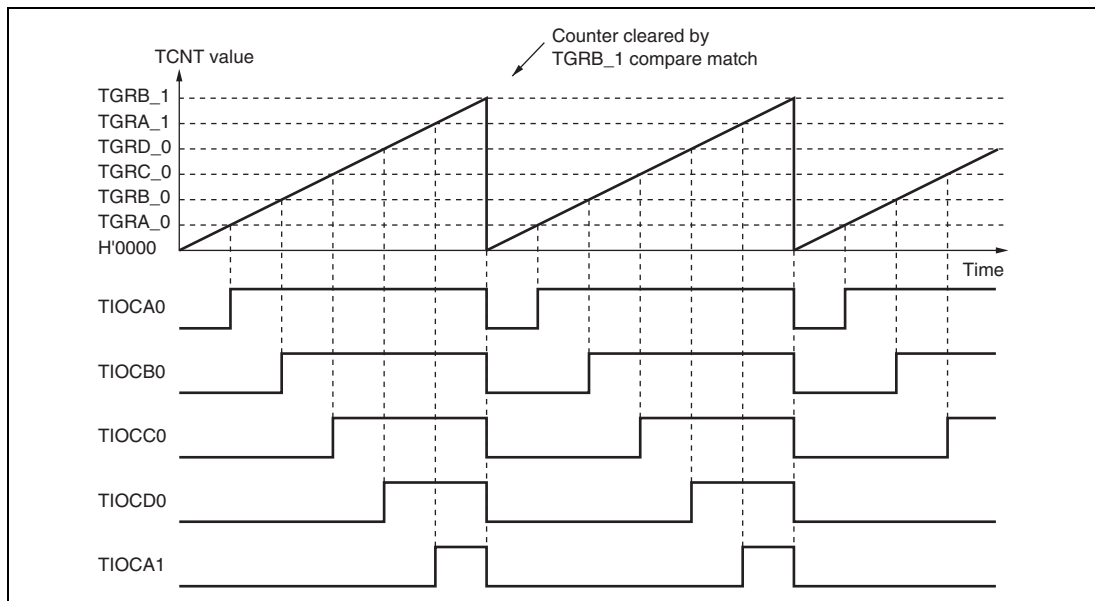 Counter cleared by
TGRB_1 compare match
TCNT value
TGRB_1
TGRA_1
TGRD_0
TGRC_0
TGRB_0
TGRA_0
H'0000
Time
TIOCA0
TIOCB0
TIOCC0
TIOCD0
TIOCA1